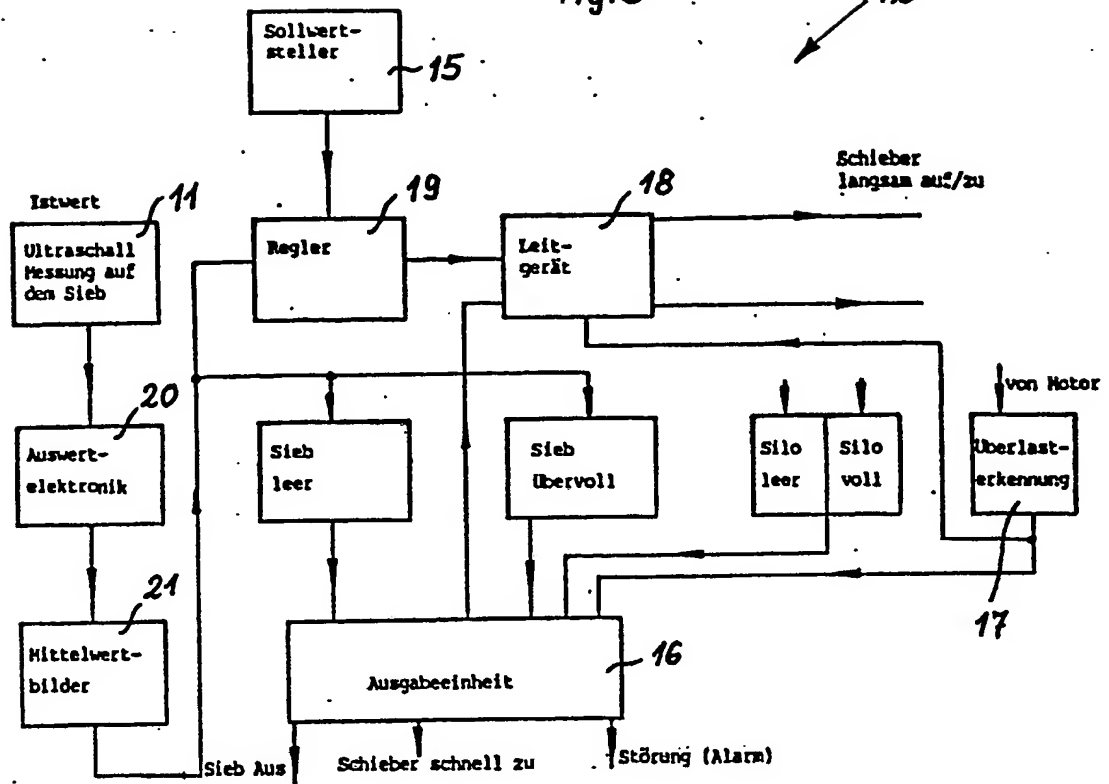 Sollwert-
steller
15
Schieber
langsam auf/zu
Istwert
11
19
18
Ultraschall
Messung auf
dem Sieb
Regler
Leit-
gerät
von Motor
20
Auswert-
elektronik
Sieb
leer
Sieb
Übervoll
Silo
leer
Silo
voll
Überlast-
erkennung
21
17
Mittelwert-
bilder
16
Ausgabeeinheit
Sieb Aus
Schieber schnell zu
Störung (Alarm)